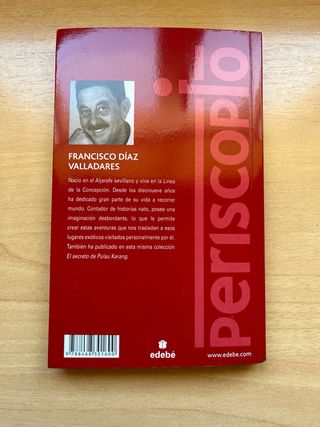 FRANCISCO DÍAZ
VALLADARES
Nació en el Aljarafe sevillano y vive en la Línea
de la Concepción. Desde los diecinueve años
ha dedicado gran parte de su vida a recorrer
mundo. Contador de historias nato, posee una
imaginación desbordante, lo que le permite
crear estas aventuras que nos trasladan a esos
lugares exóticos visitados personalmente por él.
También ha publicado en esta misma colección
El secreto de Pulau Karang.
periscopio
9 788468 301600
edebé
www.edebe.com